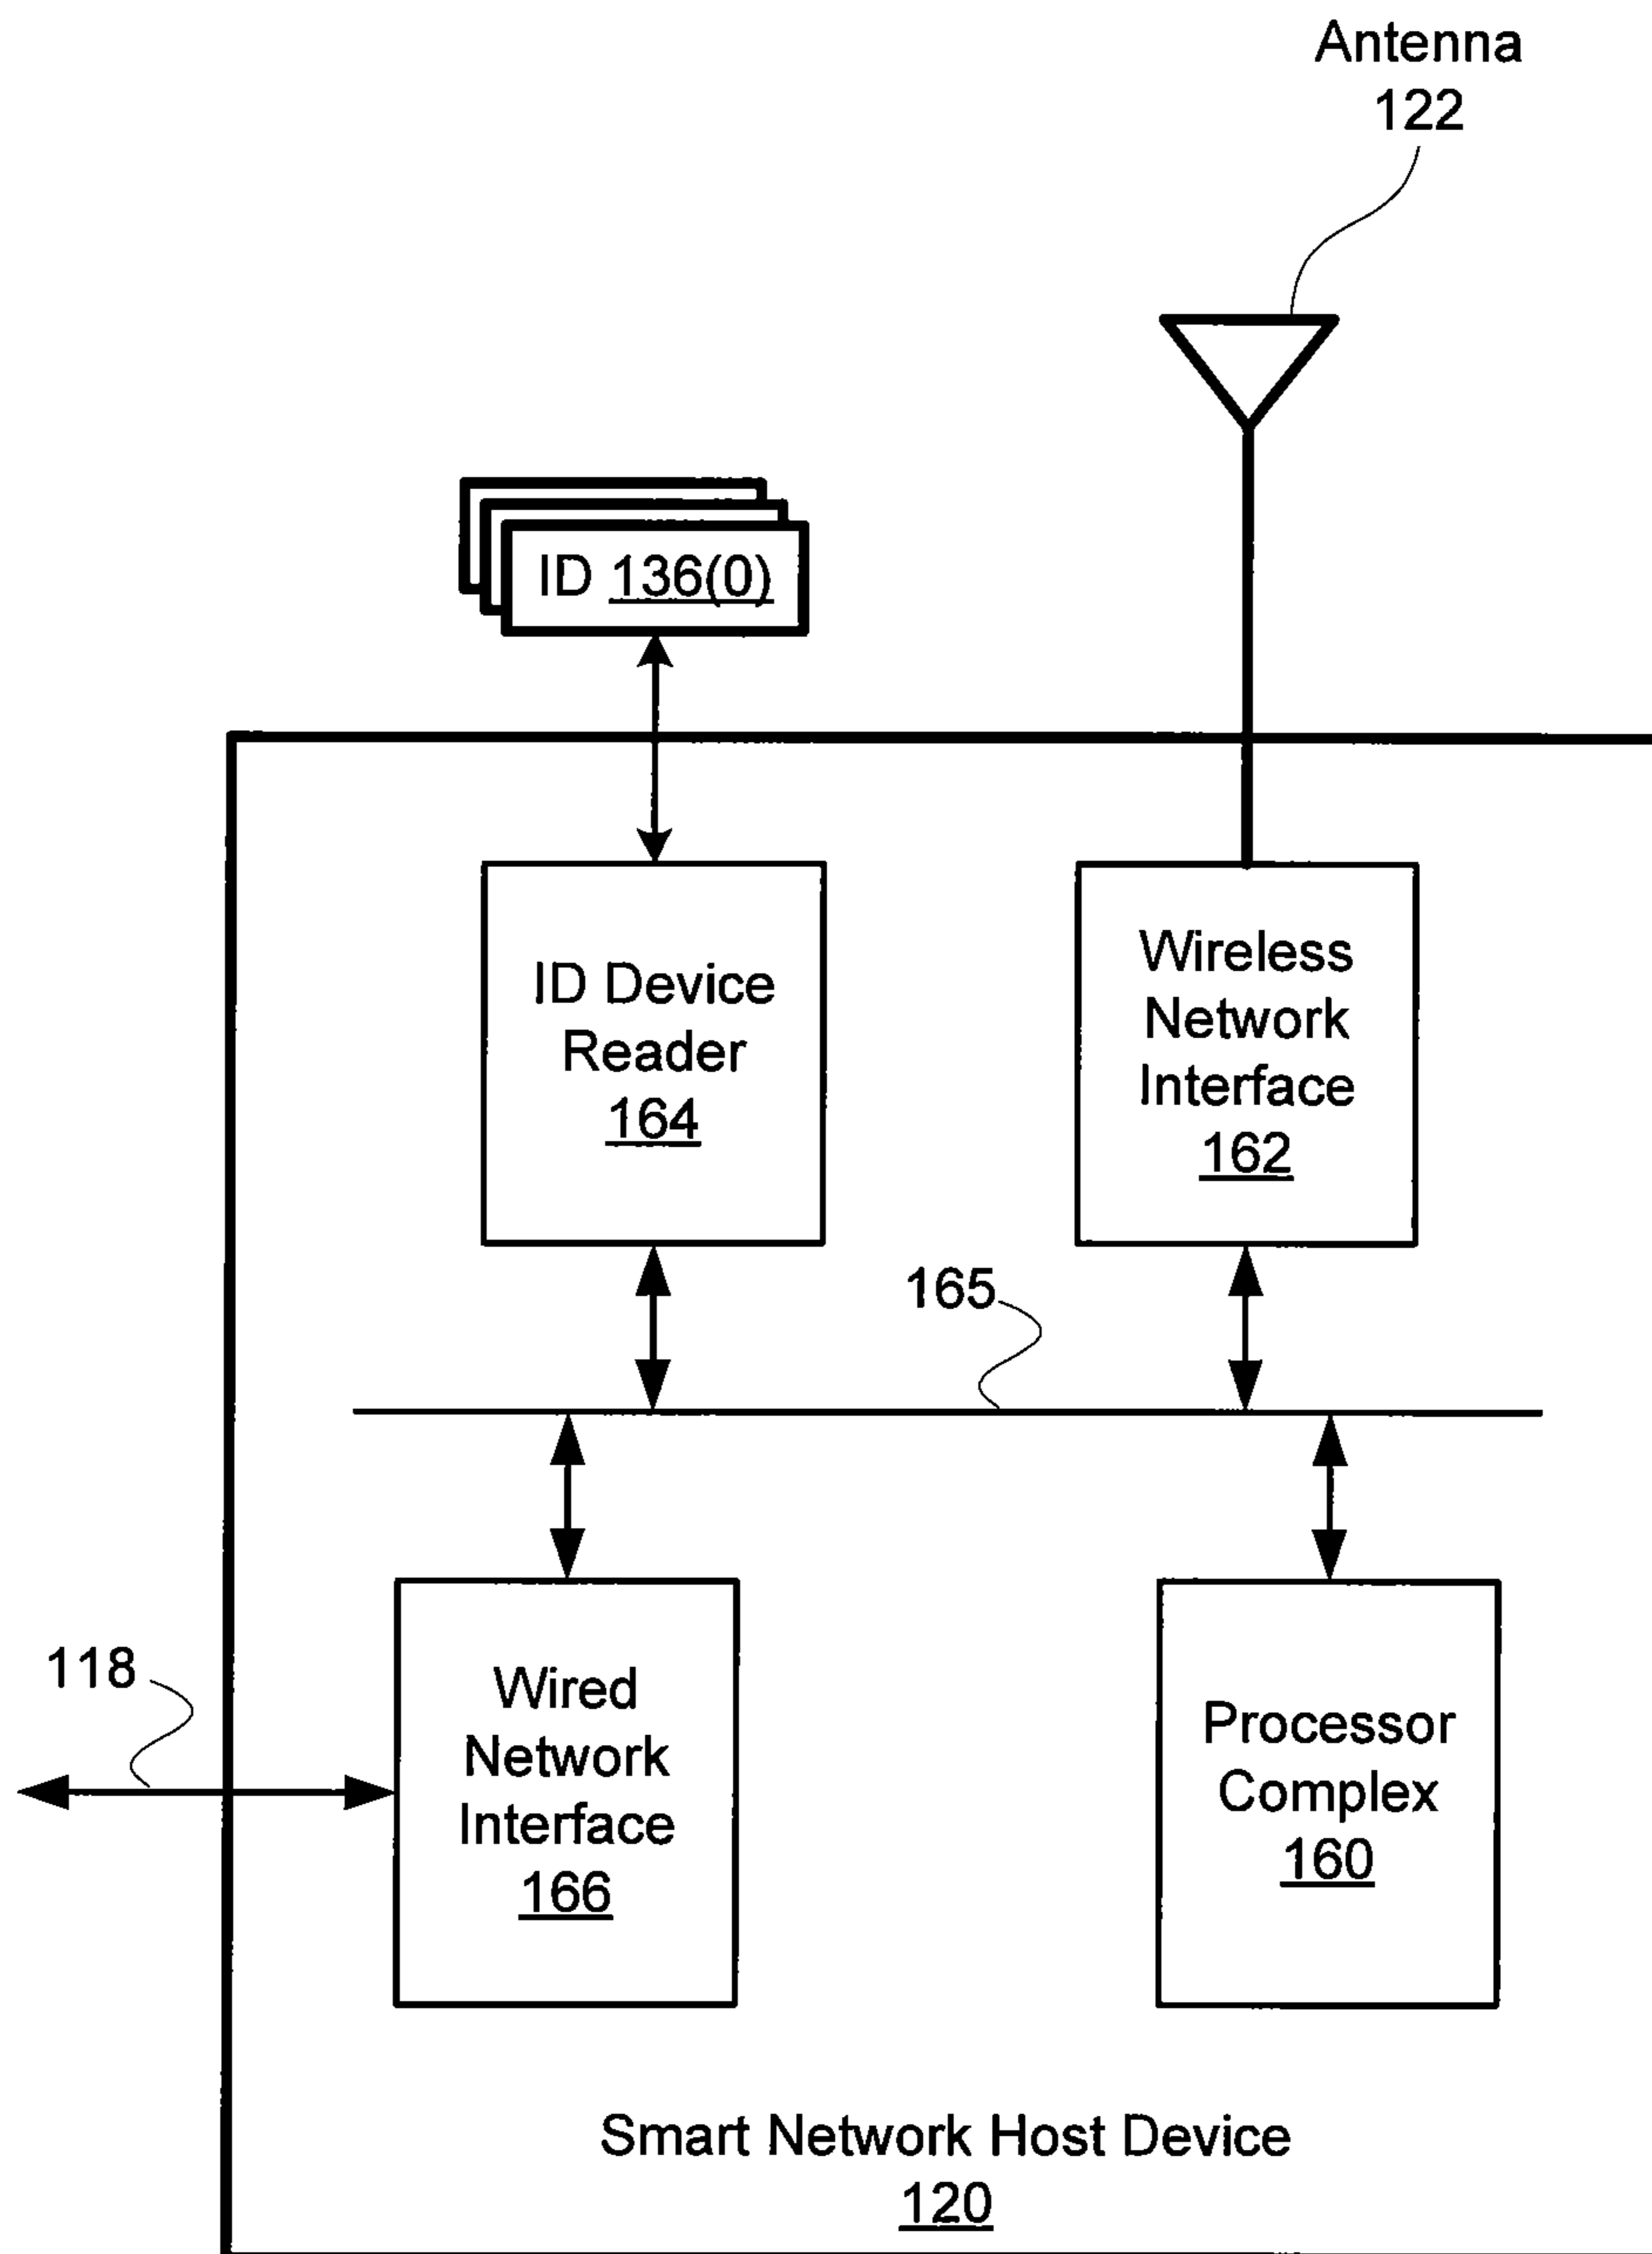 Antenna
122
ID 136(0)
ID Device
Reader
164
Wireless
Network
Interface
162
165
118
Wired
Network
Interface
166
Processor
Complex
160
Smart Network Host Device
120